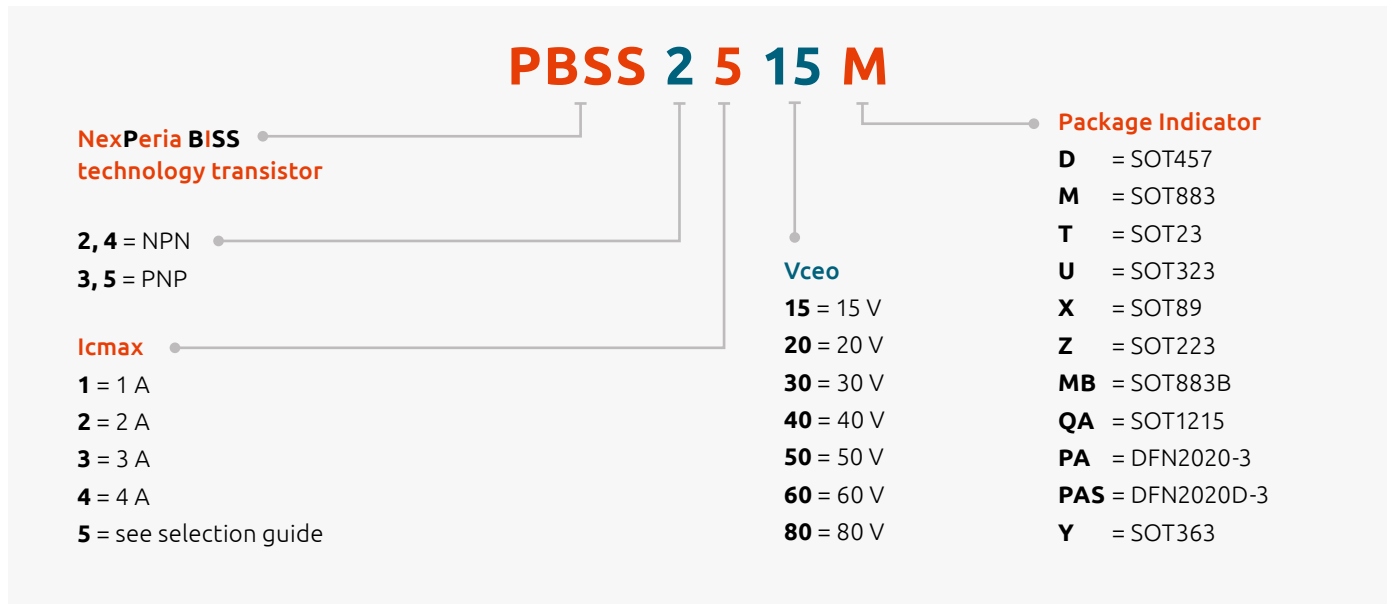 PBSS 2 5 15 M
NexPeria BISS
technology transistor
2, 4 = NPN
3, 5 = PNP
Icmax
1 = 1 A
2 = 2 A
3 = 3 A
4 = 4 A
5 = see selection guide
Vceo
15 = 15 V
20 = 20 V
30 = 30 V
40 = 40 V
50 = 50 V
60 = 60 V
80 = 80 V
Package Indicator
D = SOT457
M = SOT883
T = SOT23
U = SOT323
X = SOT89
Z = SOT223
MB = SOT883B
QA = SOT1215
PA = DFN2020-3
PAS = DFN2020D-3
Y = SOT363